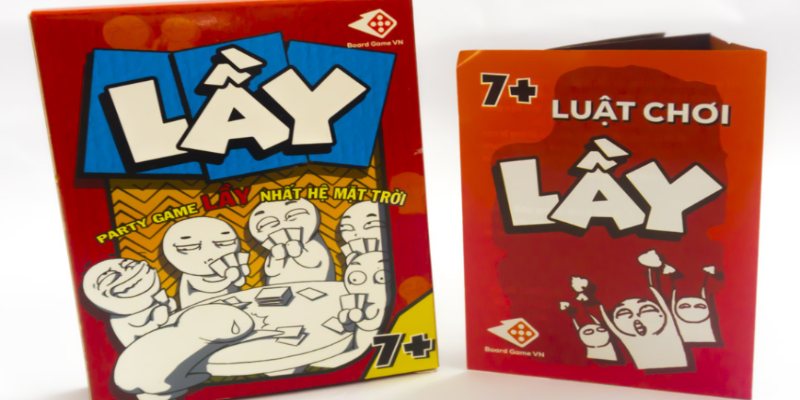 Board Game VN
LẦY
PARTY GAME LẦY NHẤT HỆ MẶT TRỜI
7+
7+
LUẬT CHƠI
LẦY
Board Game VN